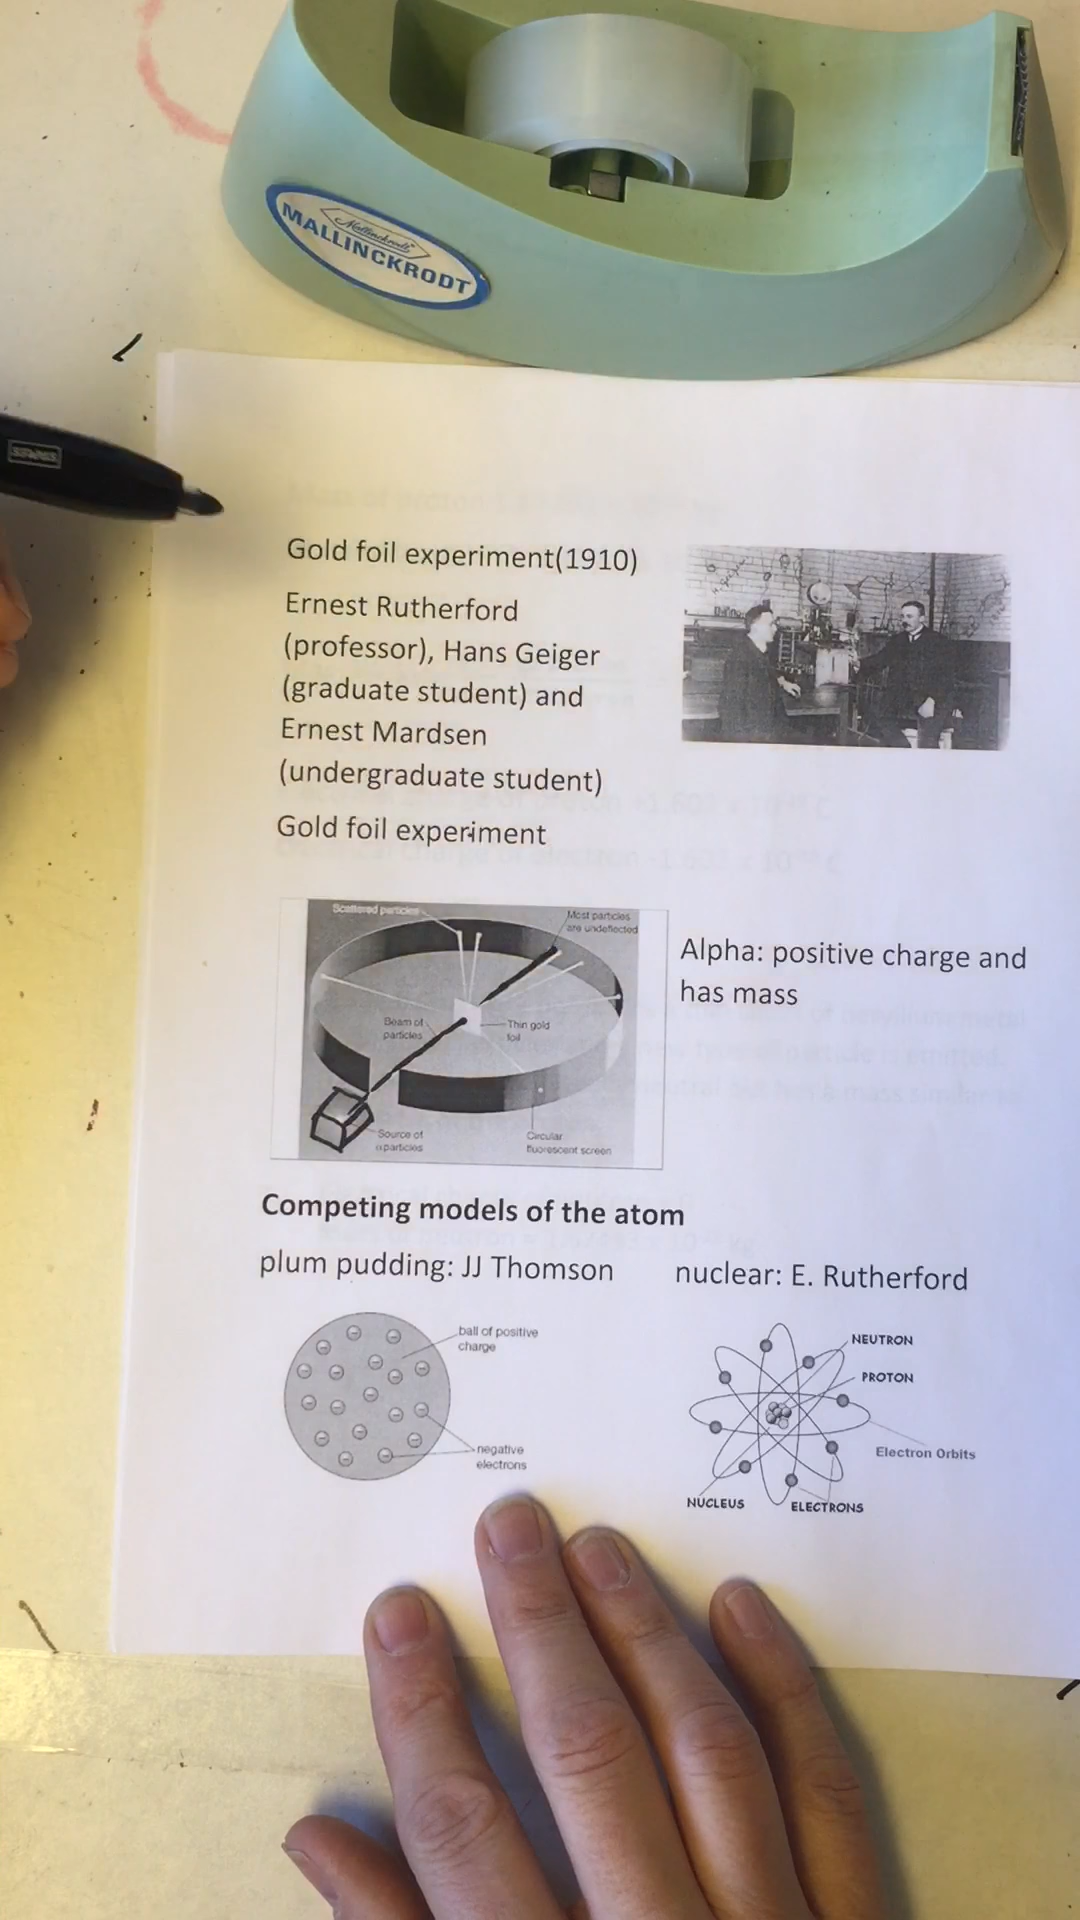 Mallinckrodt
MALLINCKRODT
Gold foil experiment(1910)
Ernest Rutherford
(professor), Hans Geiger
(graduate student) and
Ernest Mardsen
(undergraduate student)
Gold foil experiment
Scattered particles
Most particles
are undeflected
Beam of
particles
Thin gold
foil
Source of
α particles
Circular
fluorescent screen
Alpha: positive charge and
has mass
Competing models of the atom
plum pudding: JJ Thomson
nuclear: E. Rutherford
ball of positive
charge
negative
electrons
NEUTRON
PROTON
Electron Orbits
NUCLEUS
ELECTRONS